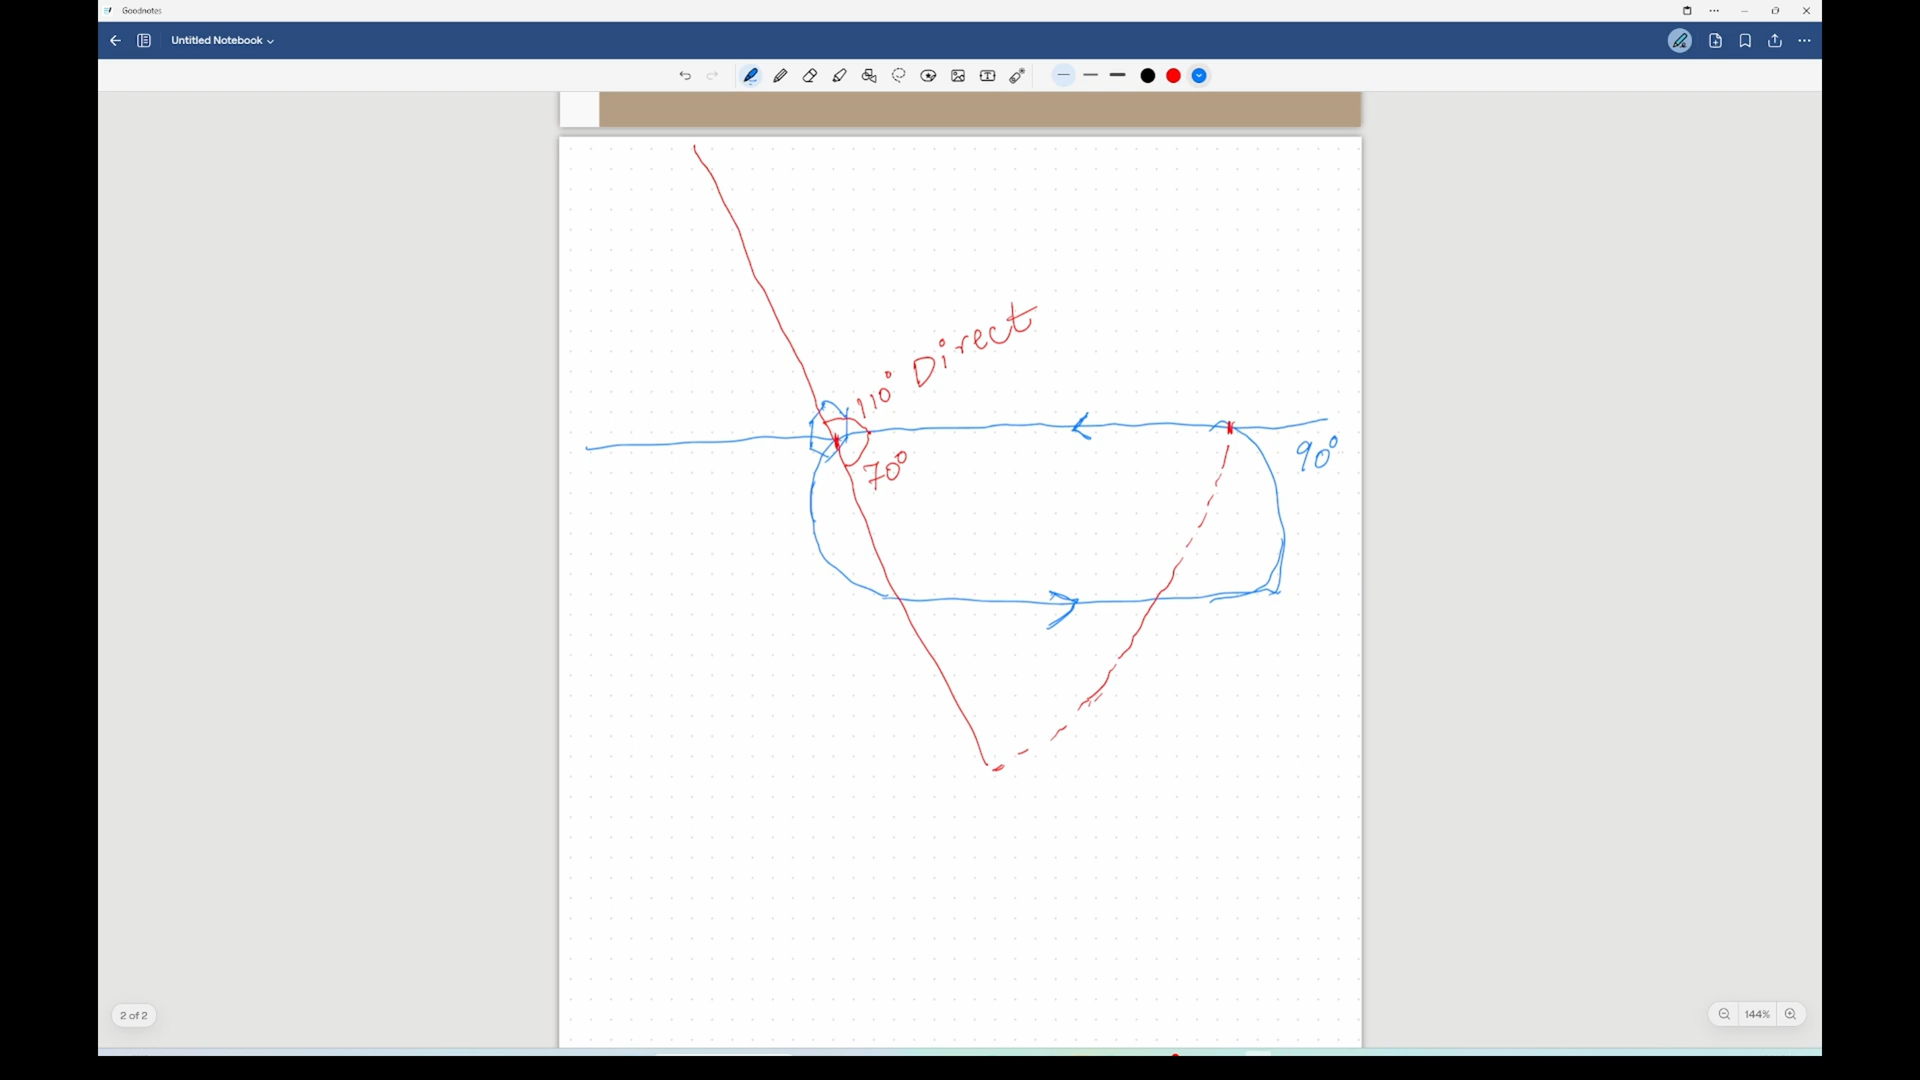 Goodnotes
Untitled Notebook
110° Direct
90°
70°
2 of 2
144%